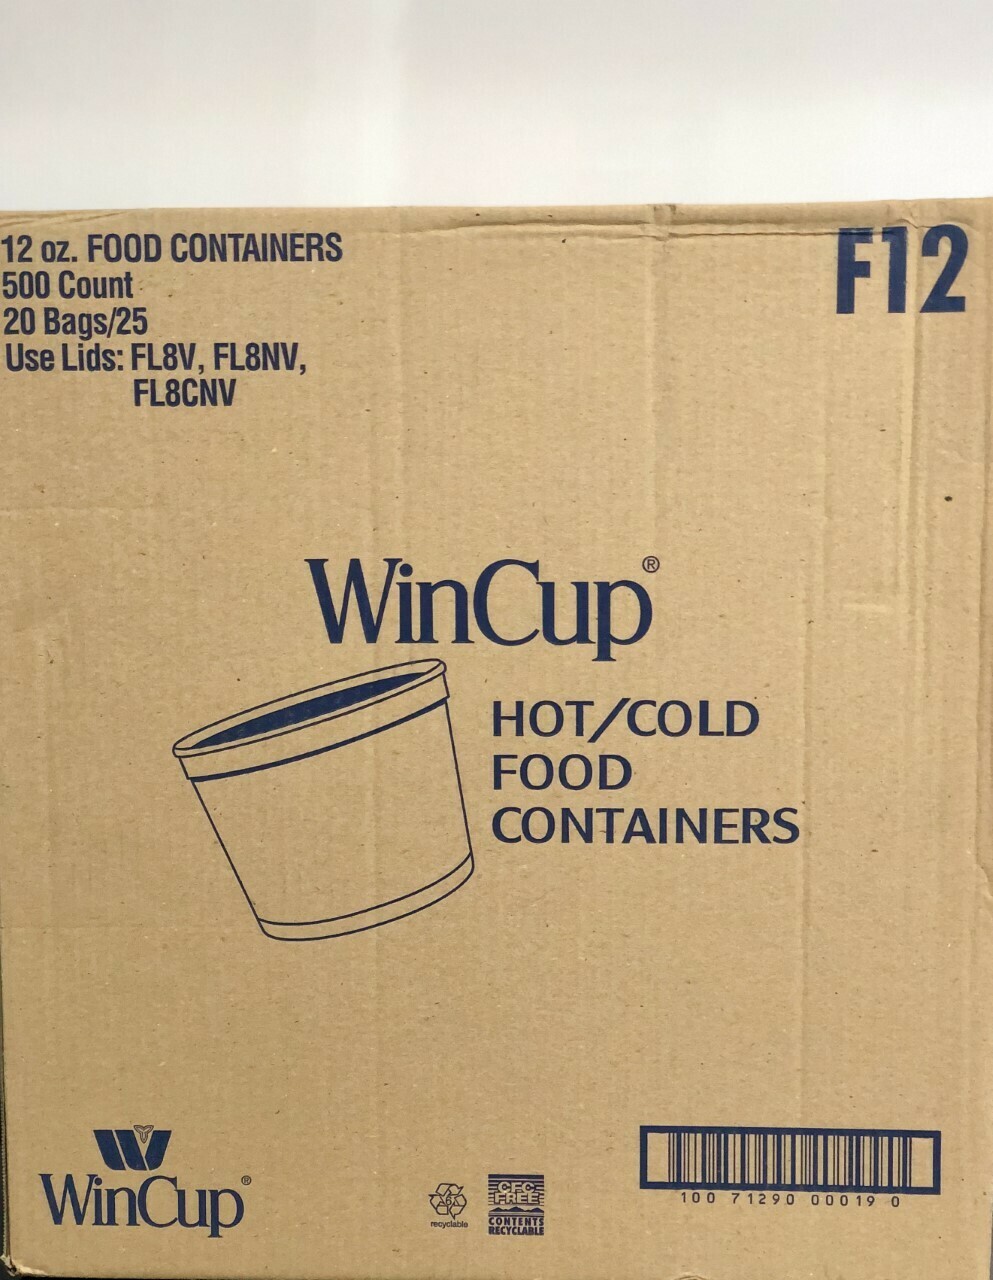 12 oz. FOOD CONTAINERS
F12
500 Count
20 Bags/25
Use Lids: FL8V, FL8NV,
FL8CNV
WinCup®
HOT/COLD
FOOD
CONTAINERS
WinCup®
6
recyclable
CFC
FREE
CONTENTS
RECYCLABLE
100 71290 00019 0